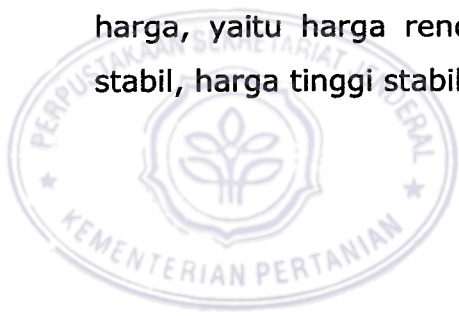 harga, yaitu harga
stabil, harga tinggi stabil
PERPUSTAKAAN SEKRETARIAT JENDERAL
KEMENTERIAN PERTANIAN